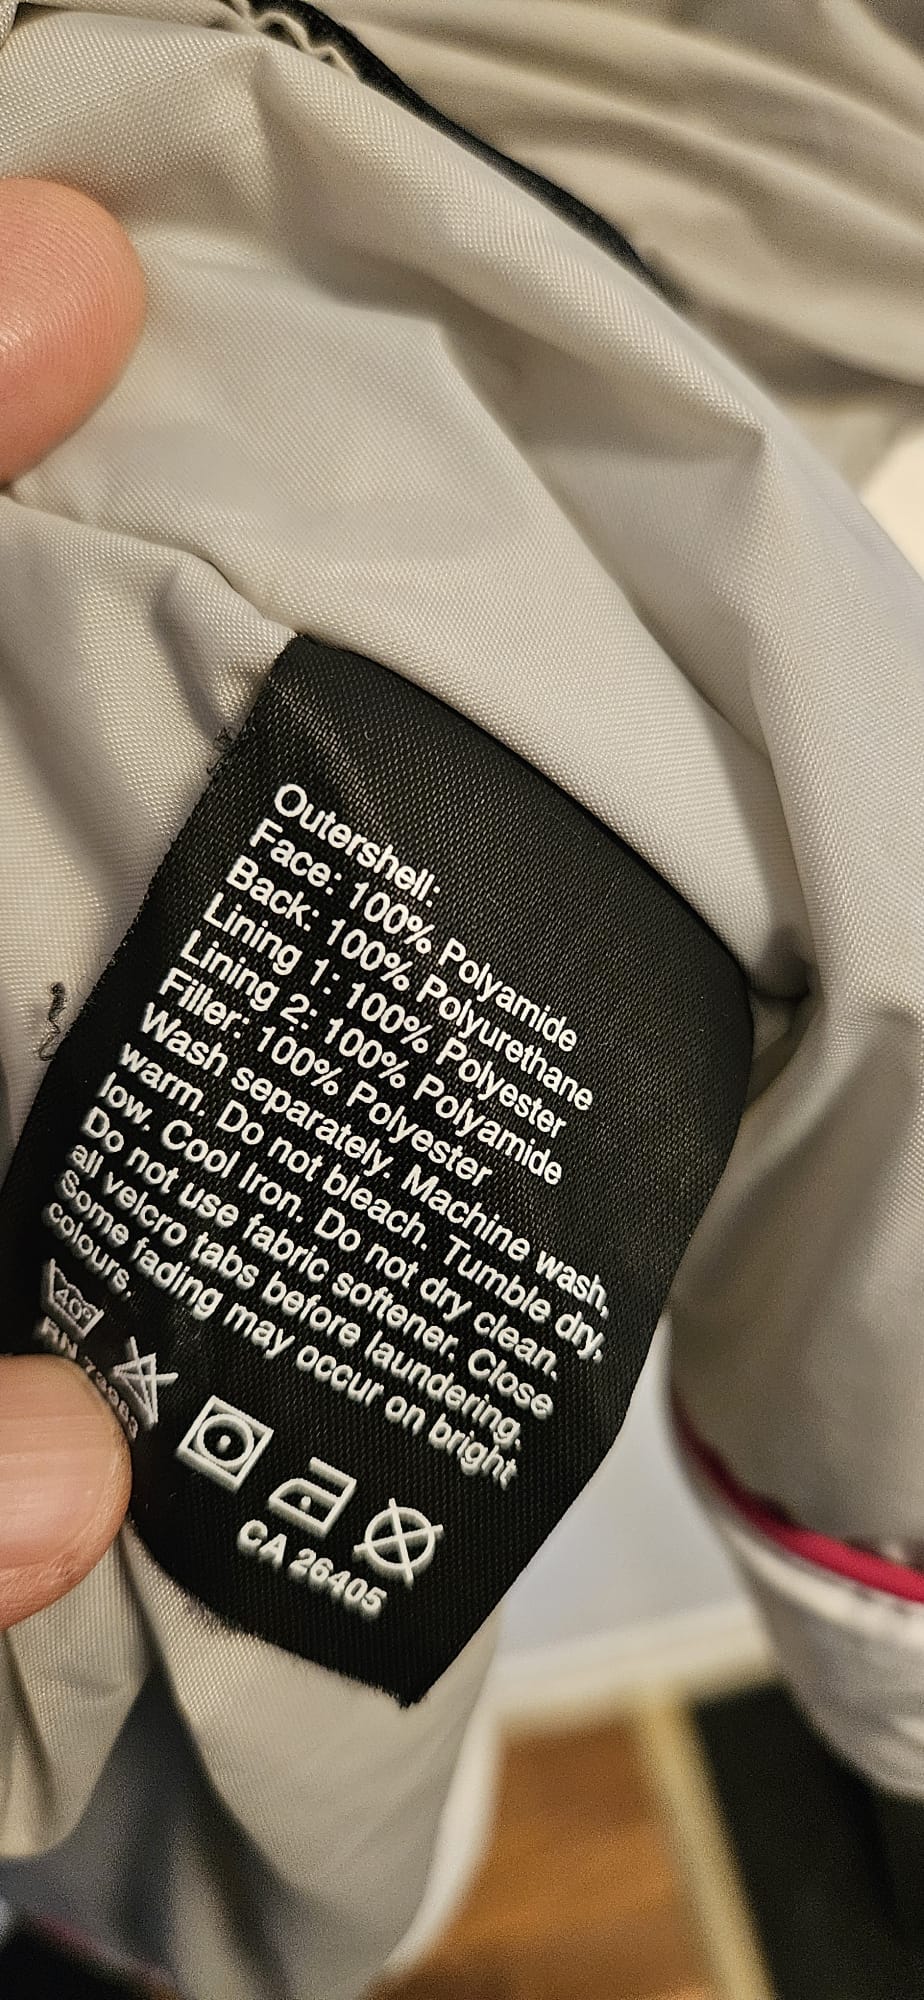 Outershell:
Face: 100% Polyamide
Back: 100% Polyurethane
Lining 1: 100% Polyester
Lining 2: 100% Polyamide
Filler: 100% Polyester
Wash separately. Machine wash,
warm. Do not bleach. Tumble dry,
low. Cool Iron. Do not dry clean.
Do not use fabric softener. Close
all velcro tabs before laundering.
Some fading may occur on bright
colours.
40°
CA 26405